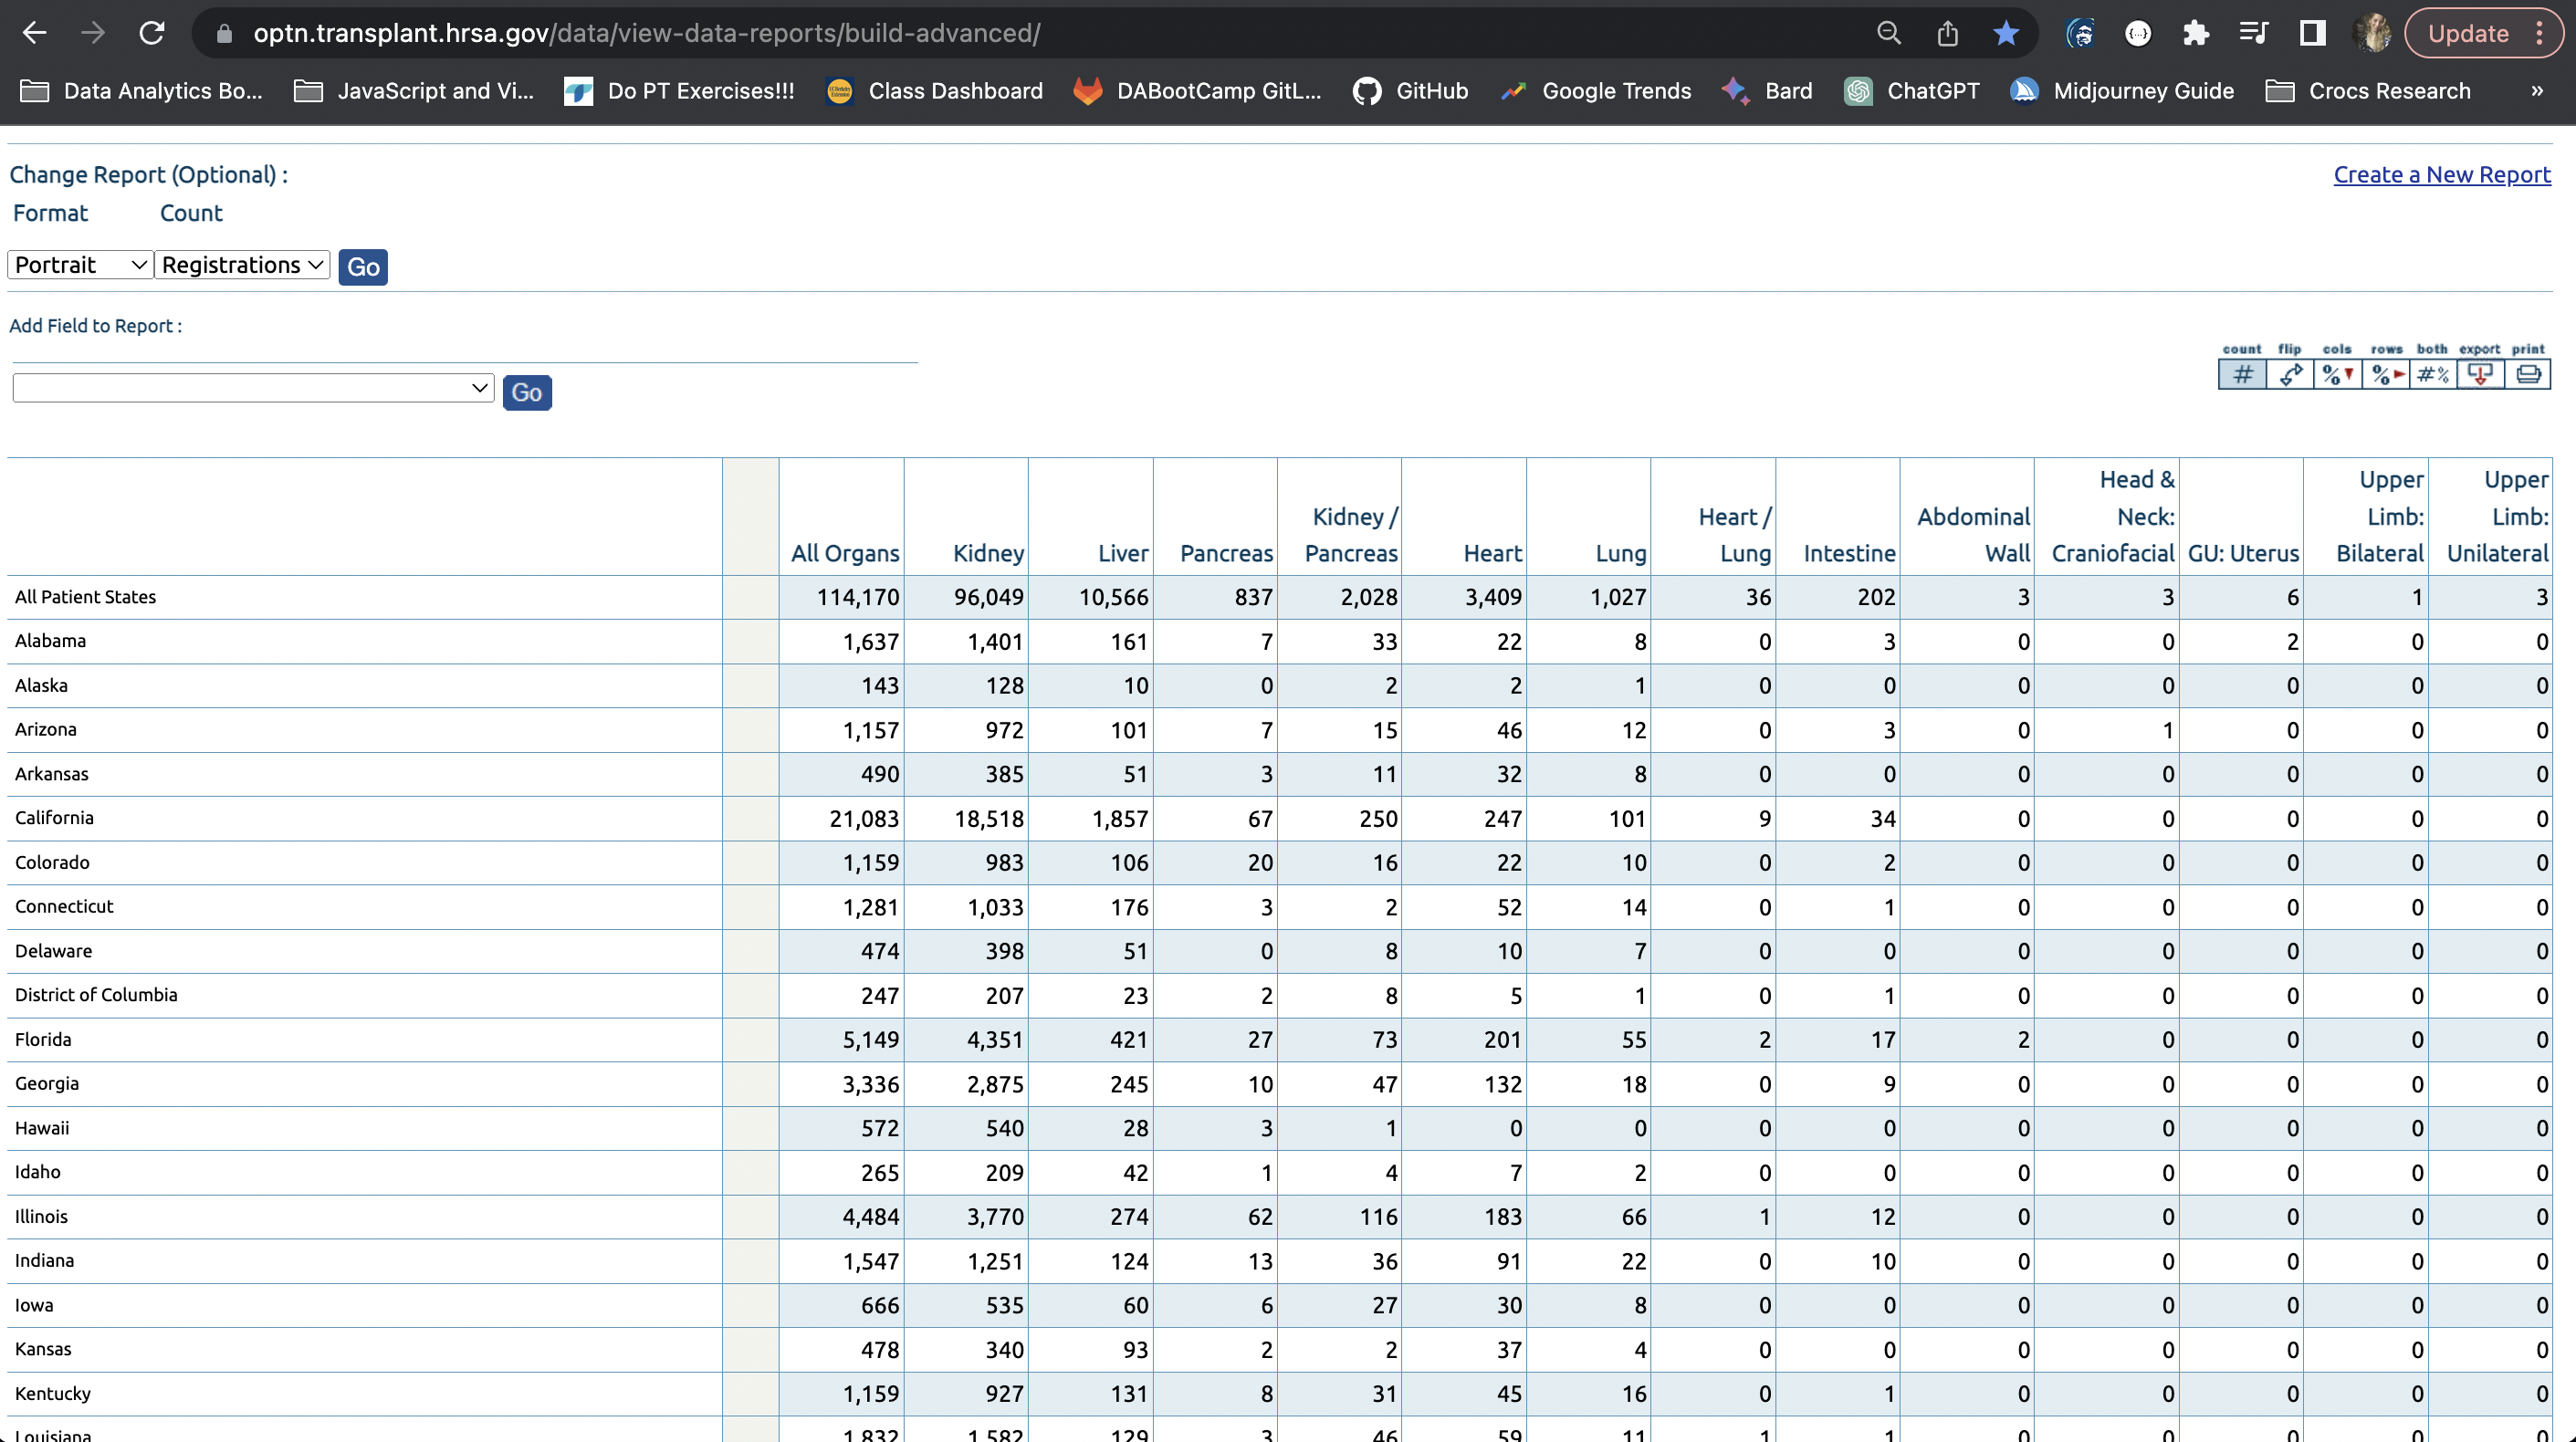 optn.transplant.hrsa.gov/data/view-data-reports/build-advanced/ Update
Data Analytics Bo... JavaScript and Vi... Do PT Exercises!!! Class Dashboard DABootCamp GitL... GitHub Google Trends Bard ChatGPT Midjourney Guide Crocs Research »
Change Report (Optional) : Create a New Report
Format Count
Portrait Registrations Go
Add Field to Report :
count flip cols rows both export print
# % % #%
Go
All Organs Kidney Liver Pancreas Kidney / Pancreas Heart Lung Heart / Lung Intestine Abdominal Wall Head & Neck: Craniofacial GU: Uterus Upper Limb: Bilateral Upper Limb: Unilateral
All Patient States 114,170 96,049 10,566 837 2,028 3,409 1,027 36 202 3 3 6 1 3
Alabama 1,637 1,401 161 7 33 22 8 0 3 0 0 2 0 0
Alaska 143 128 10 0 2 2 1 0 0 0 0 0 0 0
Arizona 1,157 972 101 7 15 46 12 0 3 0 1 0 0 0
Arkansas 490 385 51 3 11 32 8 0 0 0 0 0 0 0
California 21,083 18,518 1,857 67 250 247 101 9 34 0 0 0 0 0
Colorado 1,159 983 106 20 16 22 10 0 2 0 0 0 0 0
Connecticut 1,281 1,033 176 3 2 52 14 0 1 0 0 0 0 0
Delaware 474 398 51 0 8 10 7 0 0 0 0 0 0 0
District of Columbia 247 207 23 2 8 5 1 0 1 0 0 0 0 0
Florida 5,149 4,351 421 27 73 201 55 2 17 2 0 0 0 0
Georgia 3,336 2,875 245 10 47 132 18 0 9 0 0 0 0 0
Hawaii 572 540 28 3 1 0 0 0 0 0 0 0 0 0
Idaho 265 209 42 1 4 7 2 0 0 0 0 0 0 0
Illinois 4,484 3,770 274 62 116 183 66 1 12 0 0 0 0 0
Indiana 1,547 1,251 124 13 36 91 22 0 10 0 0 0 0 0
Iowa 666 535 60 6 27 30 8 0 0 0 0 0 0 0
Kansas 478 340 93 2 2 37 4 0 0 0 0 0 0 0
Kentucky 1,159 927 131 8 31 45 16 0 1 0 0 0 0 0
Louisiana 1,832 1,582 129 3 46 59 11 1 1 0 0 0 0 0